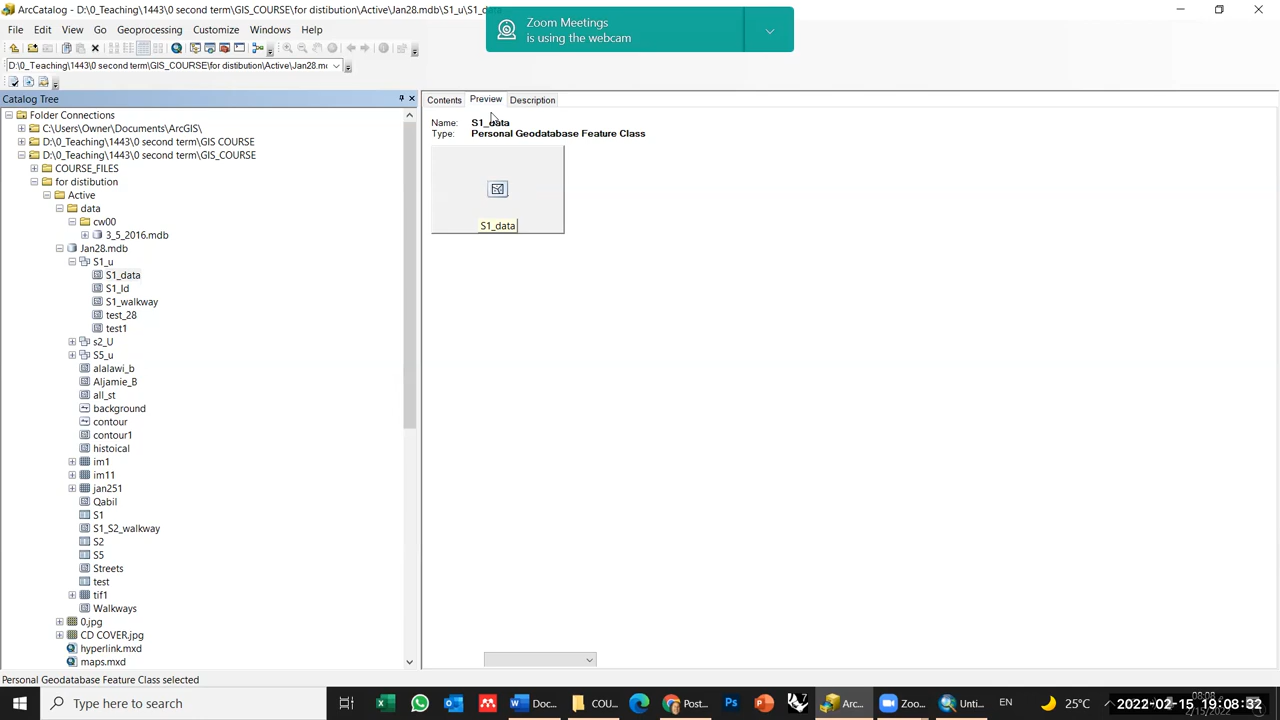 ArcCatalog - D:\0_Teaching\1443\0 second term\GIS_COURSE\for distibution\Active\Jan28.mdb\S1_u\S1_data
Zoom Meetings
is using the webcam
File Edit View Go Geoprocessing Customize Windows Help
D:\0_Teaching\1443\0 second term\GIS_COURSE\for distibution\Active\Jan28.m
Catalog Tree
Contents Preview Description
Folder Connections
C:\Users\Owner\Documents\ArcGIS\
D:\0_Teaching\1443\0 second term\GIS COURSE
D:\0_Teaching\1443\0 second term\GIS_COURSE
COURSE_FILES
for distibution
Active
data
cw00
3_5_2016.mdb
Jan28.mdb
S1_u
S1_data
S1_ld
S1_walkway
test_28
test1
s2_U
S5_u
alalawi_b
Aljamie_B
all_st
background
contour
contour1
histoical
im1
im11
jan251
Qabil
S1
S1_S2_walkway
S2
S5
Streets
test
tif1
Walkways
0.jpg
CD COVER.jpg
hyperlink.mxd
maps.mxd
Name: S1_data
Type: Personal Geodatabase Feature Class
S1_data
Personal Geodatabase Feature Class selected
Type here to search
Doc...
COU...
Post...
Arc...
Zoo...
Unti...
EN
25°C
2022-02-15 19:08:32